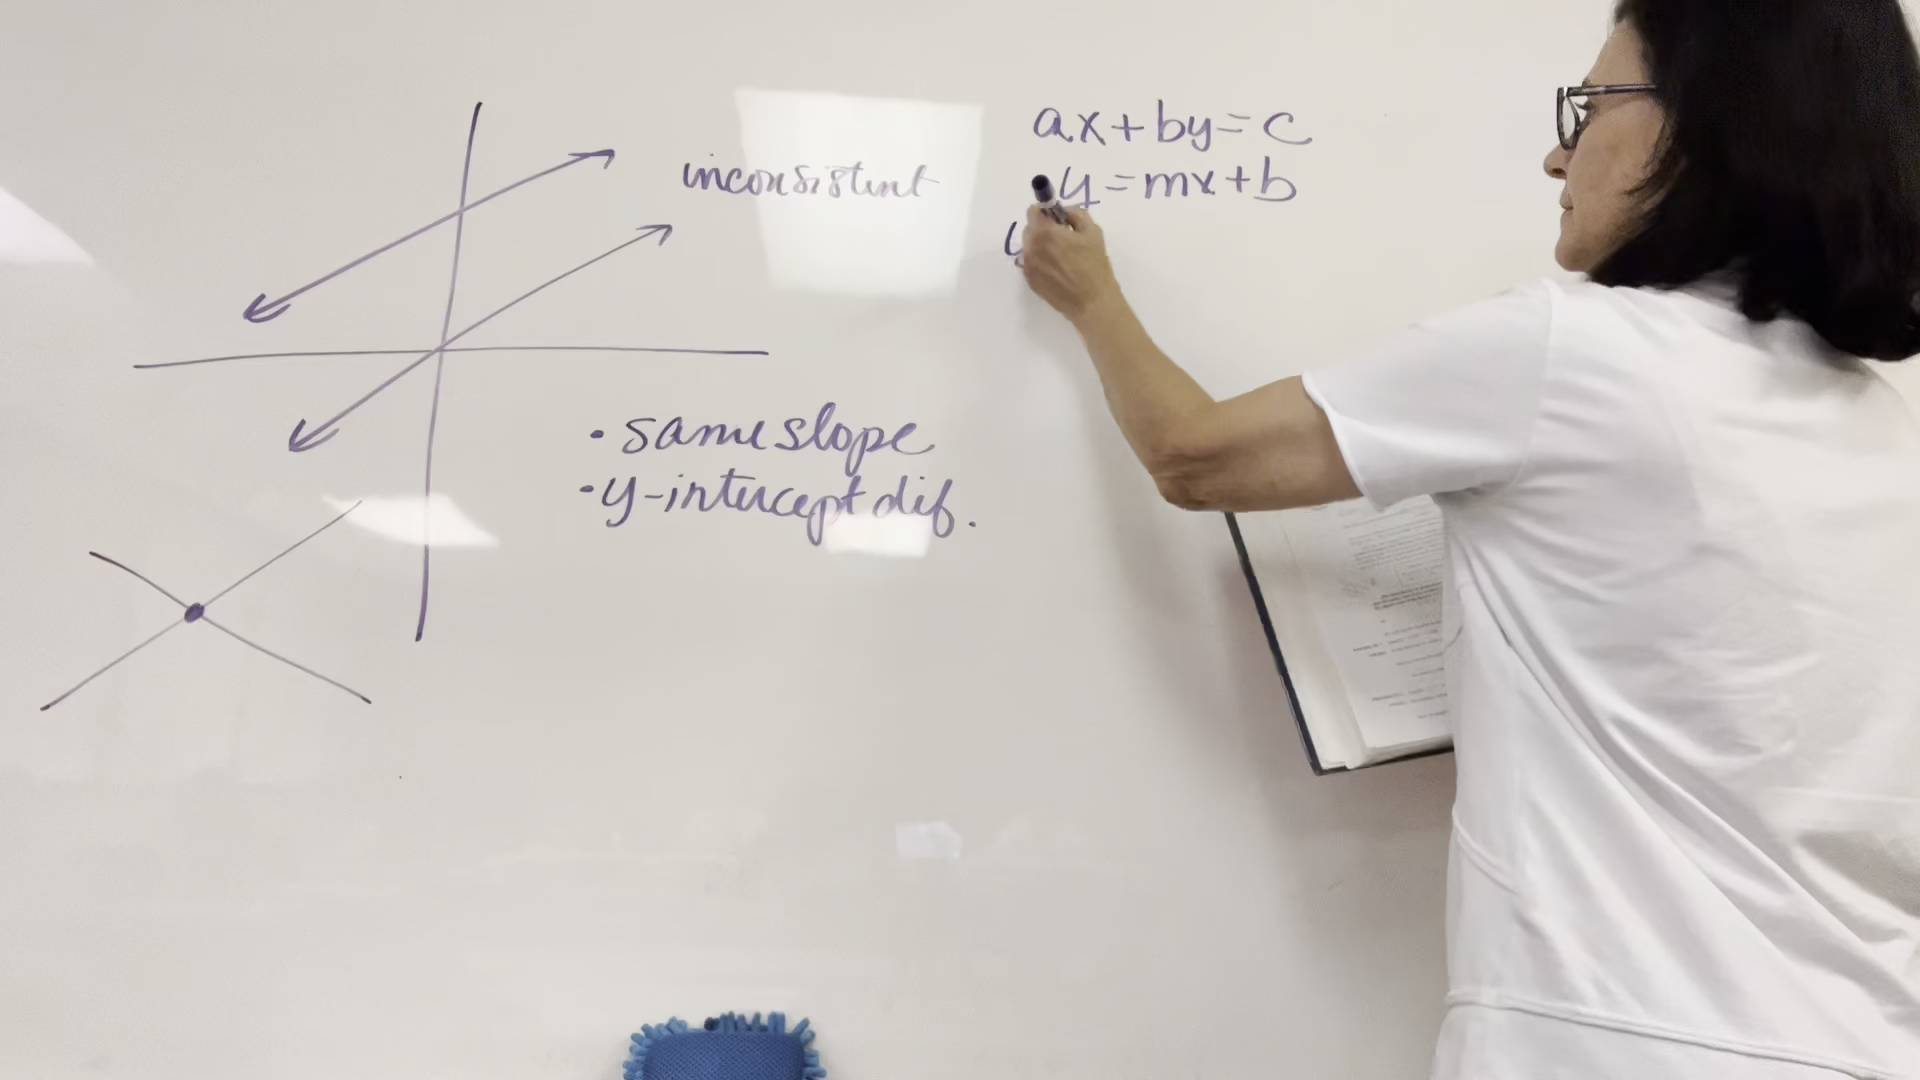 inconsistent
• same slope
• y-intercept dif.
ax+by=c
y=mx+b
y